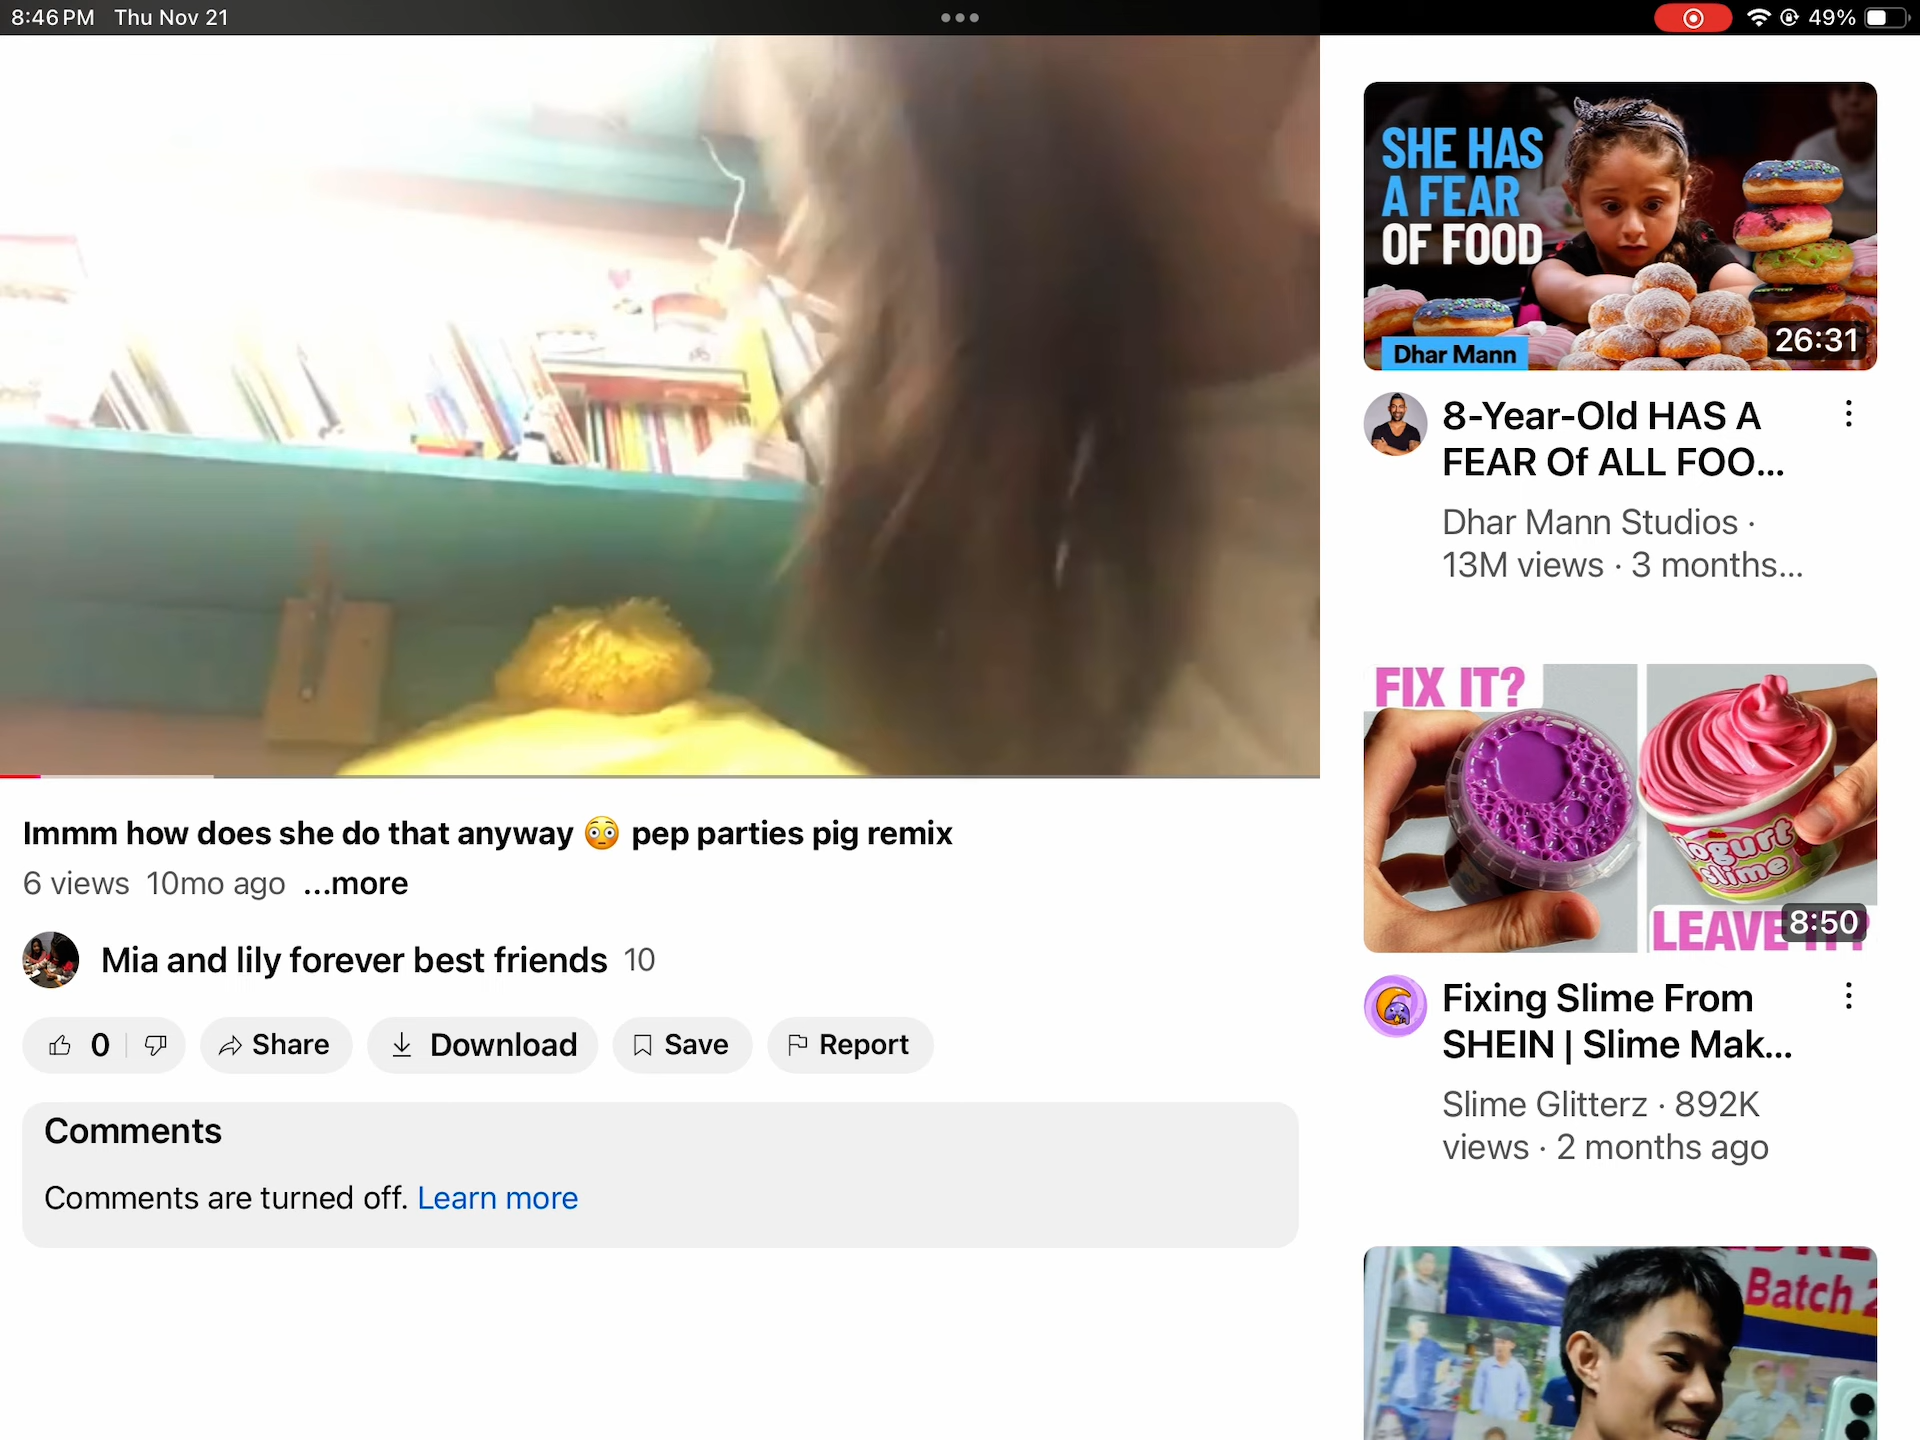 8:46 PM Thu Nov 21
49%
SHE HAS
A FEAR
OF FOOD
Dhar Mann
26:31
8-Year-Old HAS A
FEAR Of ALL FOO...
Dhar Mann Studios ·
13M views · 3 months...
FIX IT?
Yogurt
slime
LEAVE IT?
8:50
Fixing Slime From
SHEIN | Slime Mak...
Slime Glitterz · 892K
views · 2 months ago
Batch 2
Immm how does she do that anyway 😳 pep parties pig remix
6 views 10mo ago ...more
Mia and lily forever best friends 10
0
Share
Download
Save
Report
Comments
Comments are turned off. Learn more